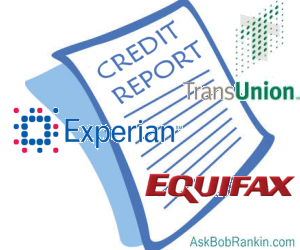 CREDIT
REPORT
TransUnion
Experian
EQUIFAX
AskBobRankin.com